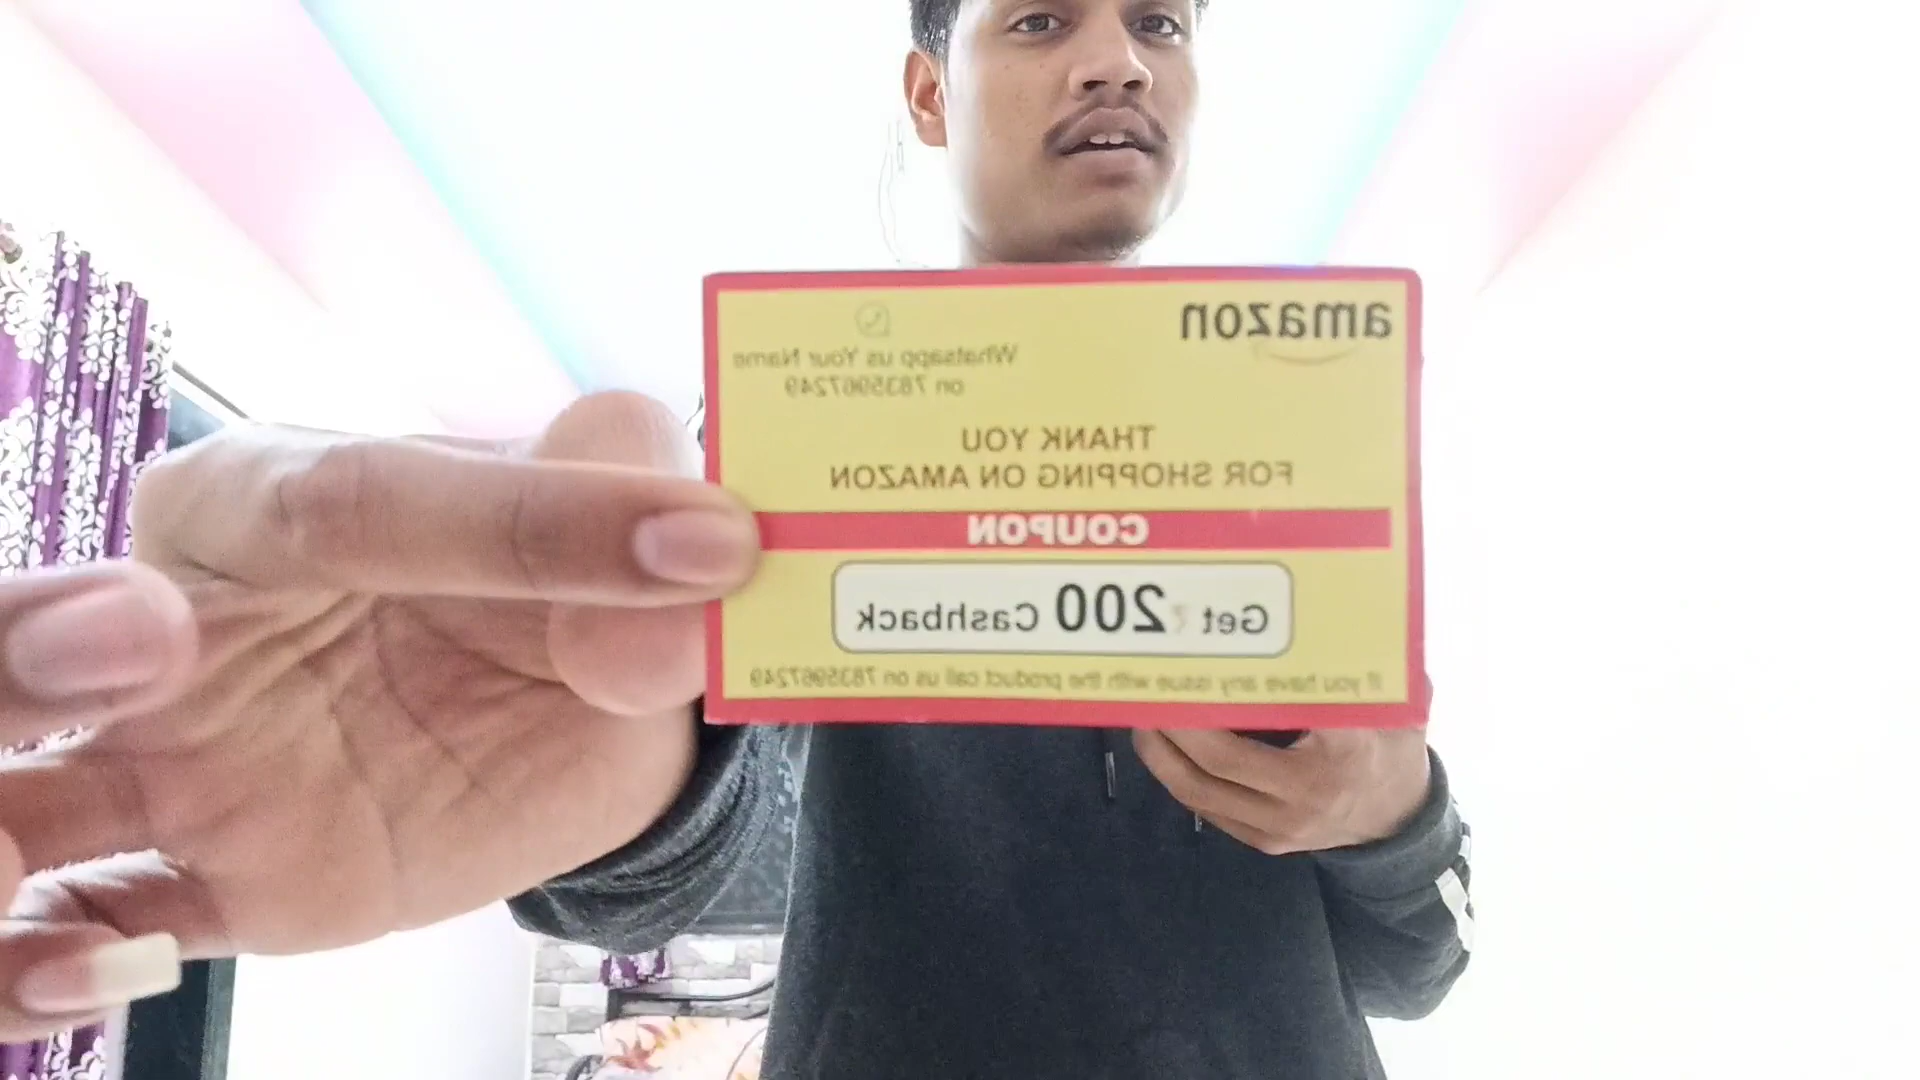 amazon
Whatsapp us Your Name
on 7835967249
THANK YOU
FOR SHOPPING ON AMAZON
COUPON
Get ₹200 Cashback
If you have any issue with the product call us on 7835967249